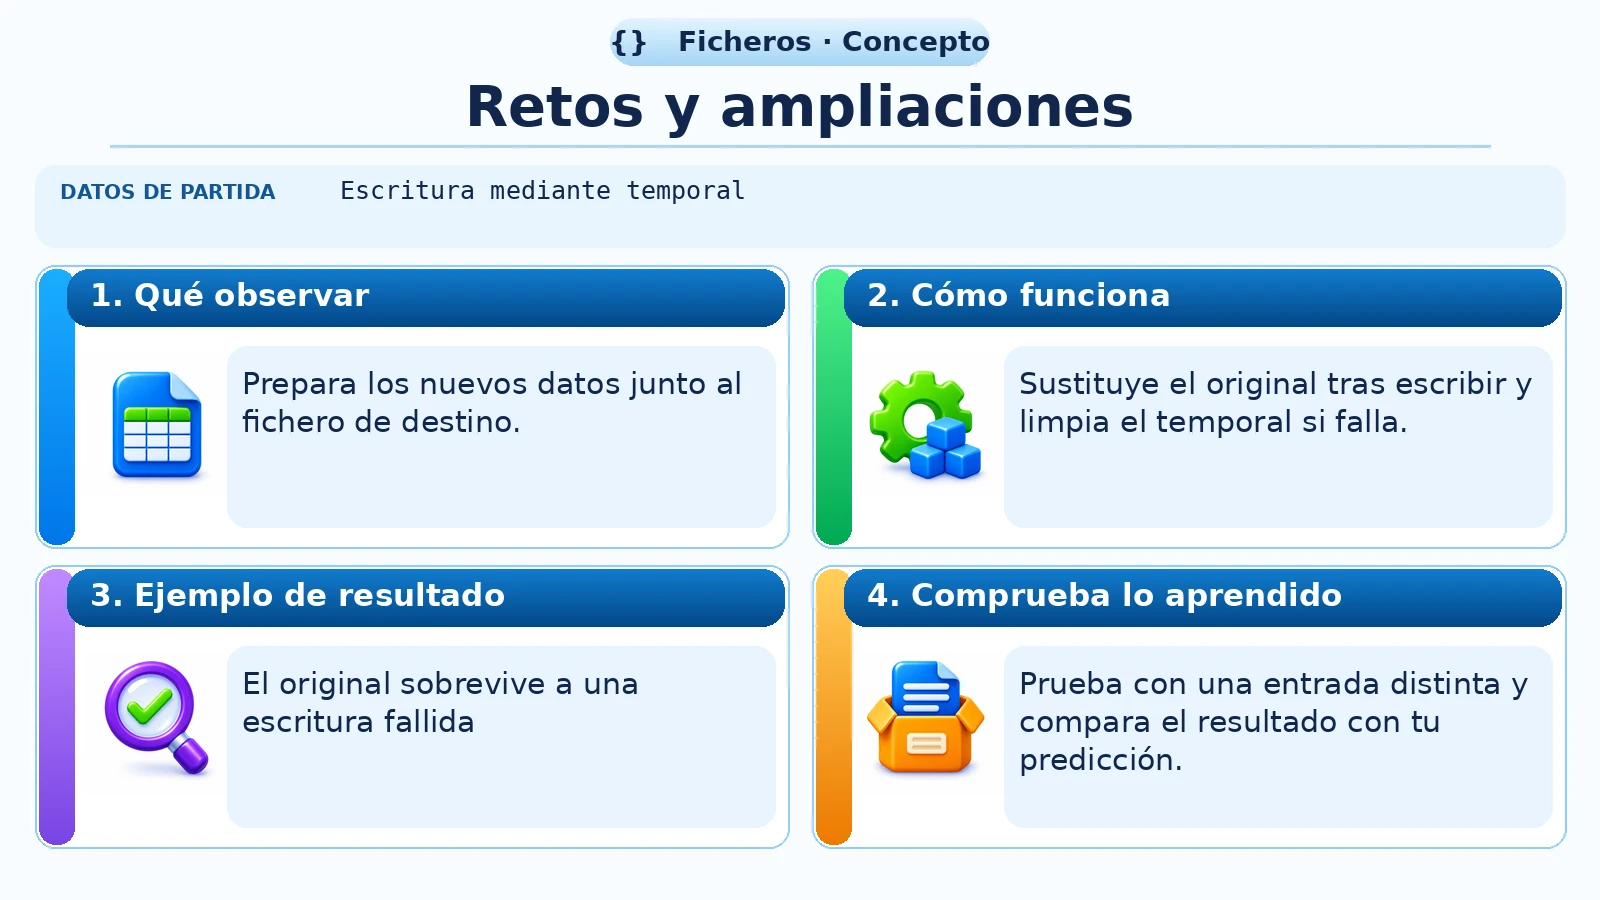 {} Ficheros · Concepto
Retos y ampliaciones
DATOS DE PARTIDA Escritura mediante temporal
1. Qué observar
Prepara los nuevos datos junto al
fichero de destino.
2. Cómo funciona
Sustituye el original tras escribir y
limpia el temporal si falla.
3. Ejemplo de resultado
El original sobrevive a una
escritura fallida
4. Comprueba lo aprendido
Prueba con una entrada distinta y
compara el resultado con tu
predicción.